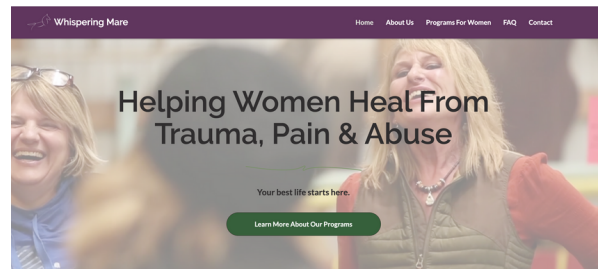 Whispering Mare
Home About Us Programs For Women FAQ Contact
Helping Women Heal From
Trauma, Pain & Abuse
Your best life starts here.
Learn More About Our Programs